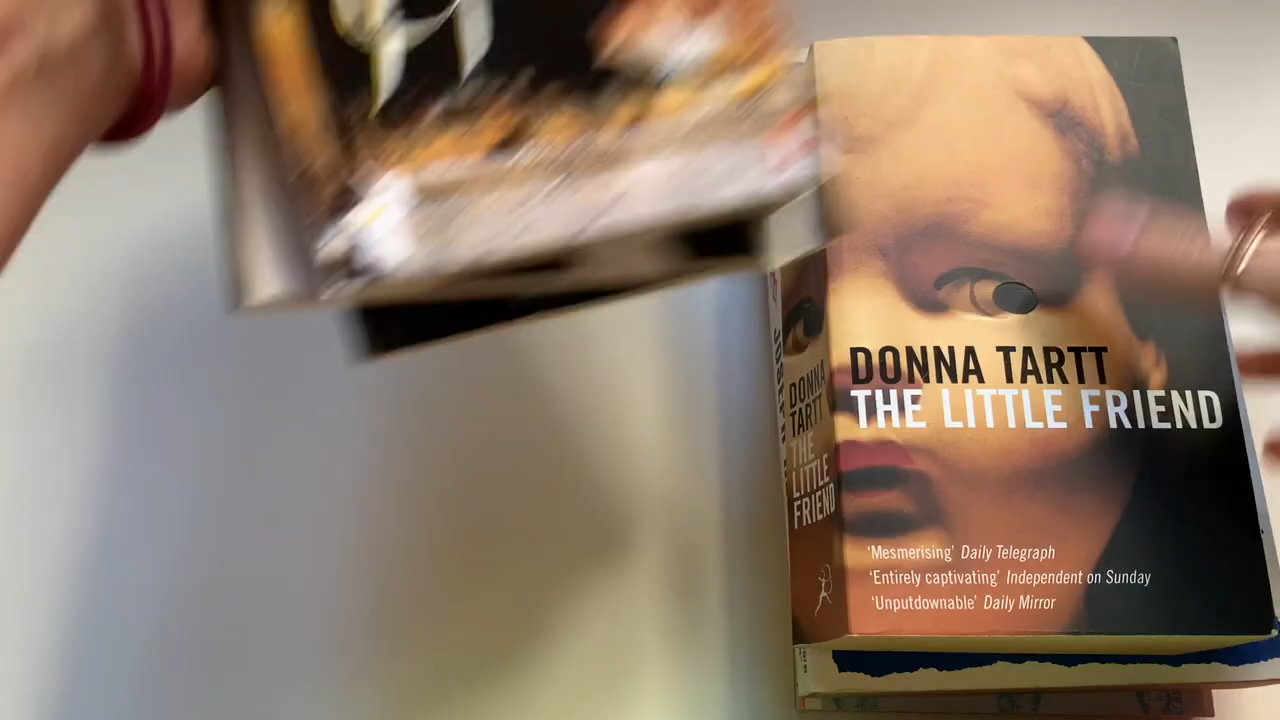 DONNA TARTT
THE LITTLE FRIEND
'Mesmerising' Daily Telegraph
'Entirely captivating' Independent on Sunday
'Unputdownable' Daily Mirror
DONNA
TARTT
THE
LITTLE
FRIEND